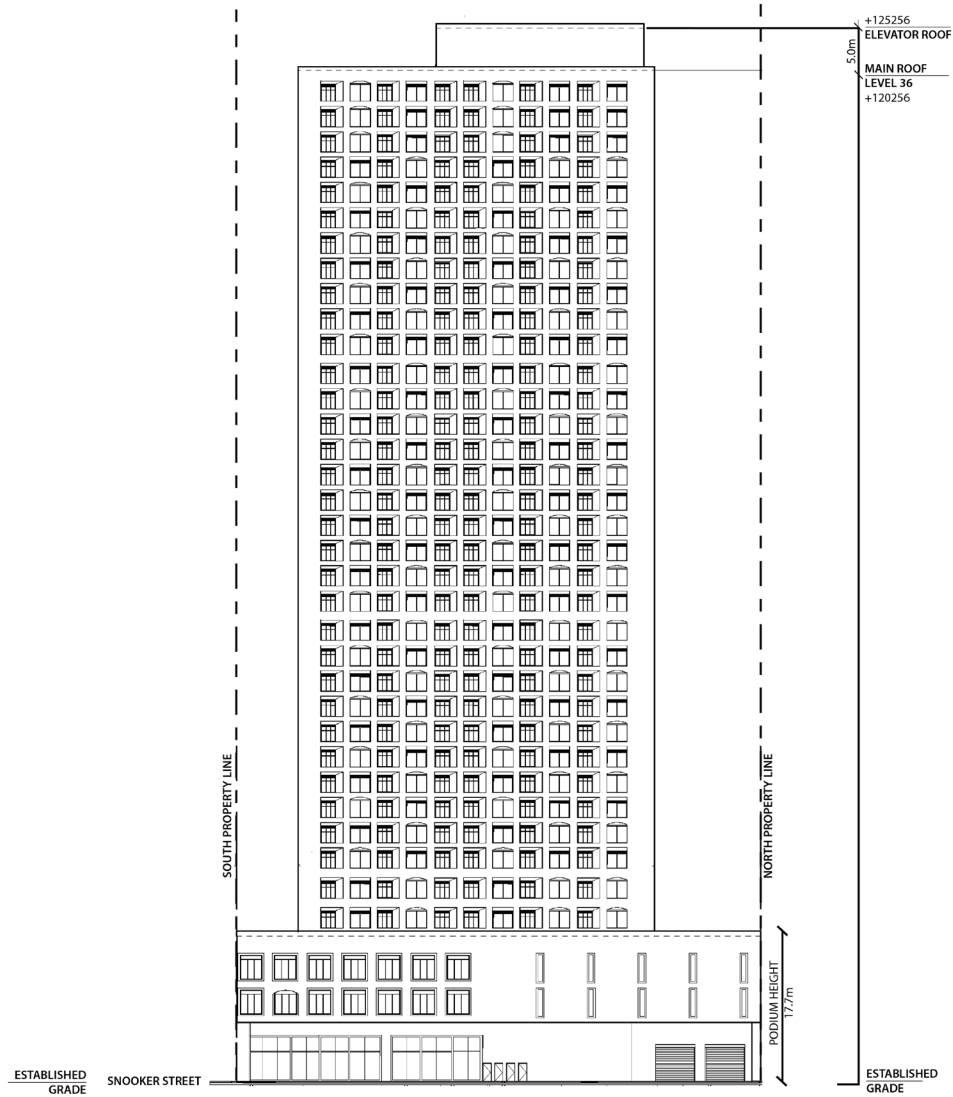 +125256
ELEVATOR ROOF
5.0m
MAIN ROOF
LEVEL 36
+120256
SOUTH PROPERTY LINE
NORTH PROPERTY LINE
PODIUM HEIGHT
17.7m
ESTABLISHED
GRADE
SNOOKER STREET
ESTABLISHED
GRADE